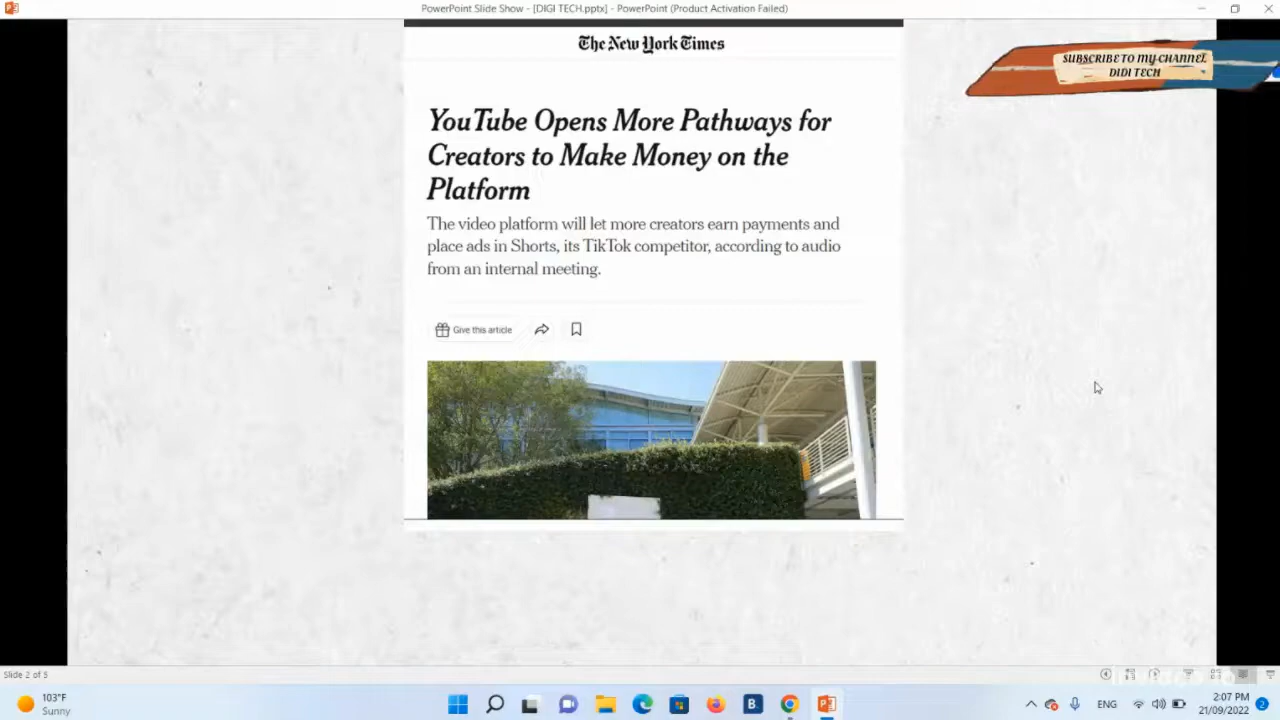 PowerPoint Slide Show - [DIGI TECH.pptx] - PowerPoint (Product Activation Failed)
The New York Times
SUBSCRIBE TO MY CHANNEL
DIDI TECH
YouTube Opens More Pathways for
Creators to Make Money on the
Platform
The video platform will let more creators earn payments and
place ads in Shorts, its TikTok competitor, according to audio
from an internal meeting.
Give this article
Slide 2 of 5
103°F
Sunny
B.
ENG
2:07 PM
21/09/2022
2